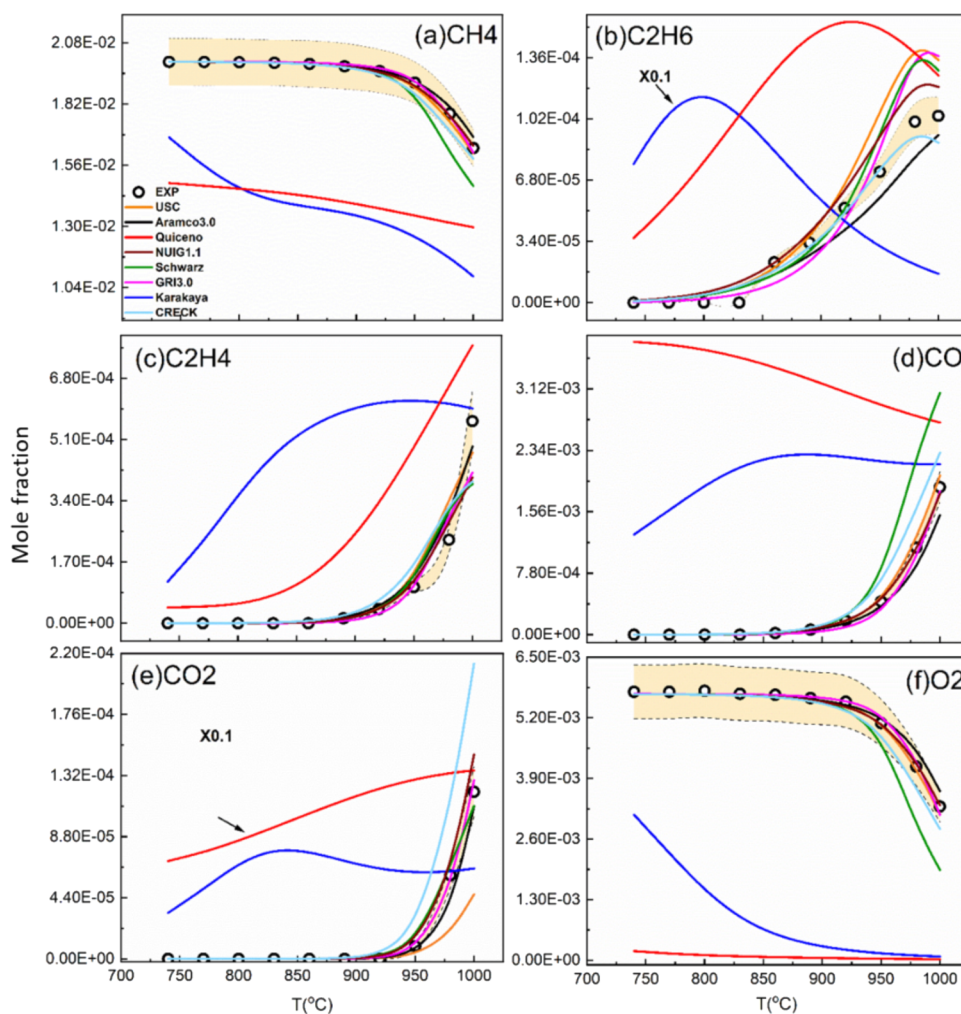 (a)CH4
2.08E-02
1.82E-02
1.56E-02
1.30E-02
1.04E-02
EXP
USC
Aramco3.0
Quiceno
NUIG1.1
Schwarz
GRI3.0
Karakaya
CRECK
(b)C2H6
X0.1
1.36E-04
1.02E-04
6.80E-05
3.40E-05
0.00E+00
700 750 800 850 900 950 1000
(c)C2H4
6.80E-04
5.10E-04
3.40E-04
1.70E-04
0.00E+00
(d)CO
3.12E-03
2.34E-03
1.56E-03
7.80E-04
0.00E+00
Mole fraction
(e)CO2
X0.1
2.20E-04
1.76E-04
1.32E-04
8.80E-05
4.40E-05
0.00E+00
700 750 800 850 900 950 1000
T(°C)
(f)O2
6.50E-03
5.20E-03
3.90E-03
2.60E-03
1.30E-03
0.00E+00
700 750 800 850 900 950 1000
T(°C)